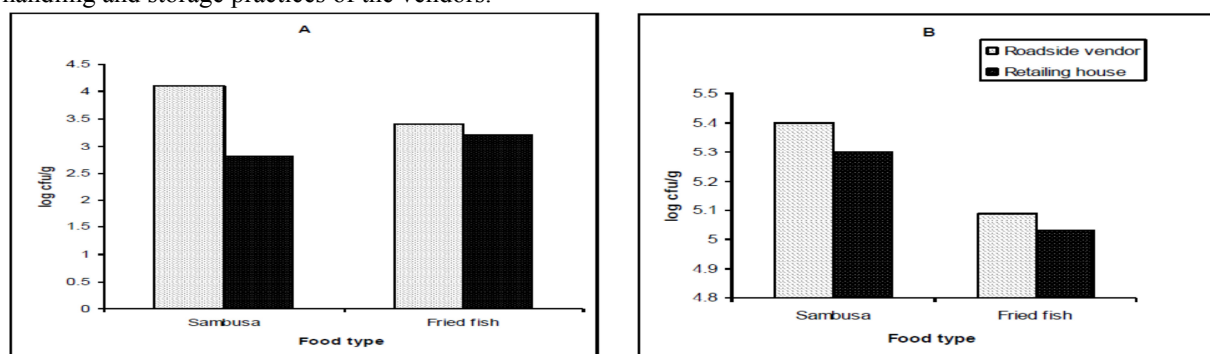 handling and storage practices of the vendors.
A
4.5
4
3.5
3
2.5
2
1.5
1
0.5
0
log cfu/g
Sambusa
Fried fish
Food type
B
Roadside vendor
Retailing house
5.5
5.4
5.3
5.2
5.1
5
4.9
4.8
log cfu/g
Sambusa
Fried fish
Food type